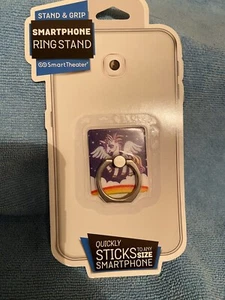 STAND & GRIP
SMARTPHONE
RING STAND
SmartTheater
QUICKLY
STICKS TO ANY
SIZE
SMARTPHONE